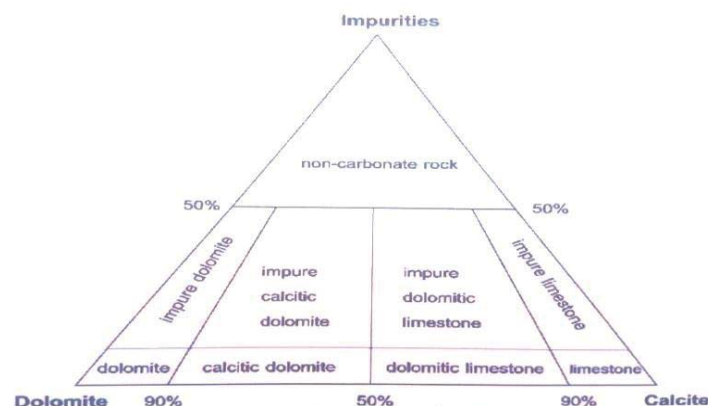 Impurities
non-carbonate rock
50%
50%
impure dolomite
impure
calcitic
dolomite
impure
dolomitic
limestone
impure limestone
dolomite
calcitic dolomite
dolomitic limestone
limestone
Dolomite
90%
50%
90%
Calcite